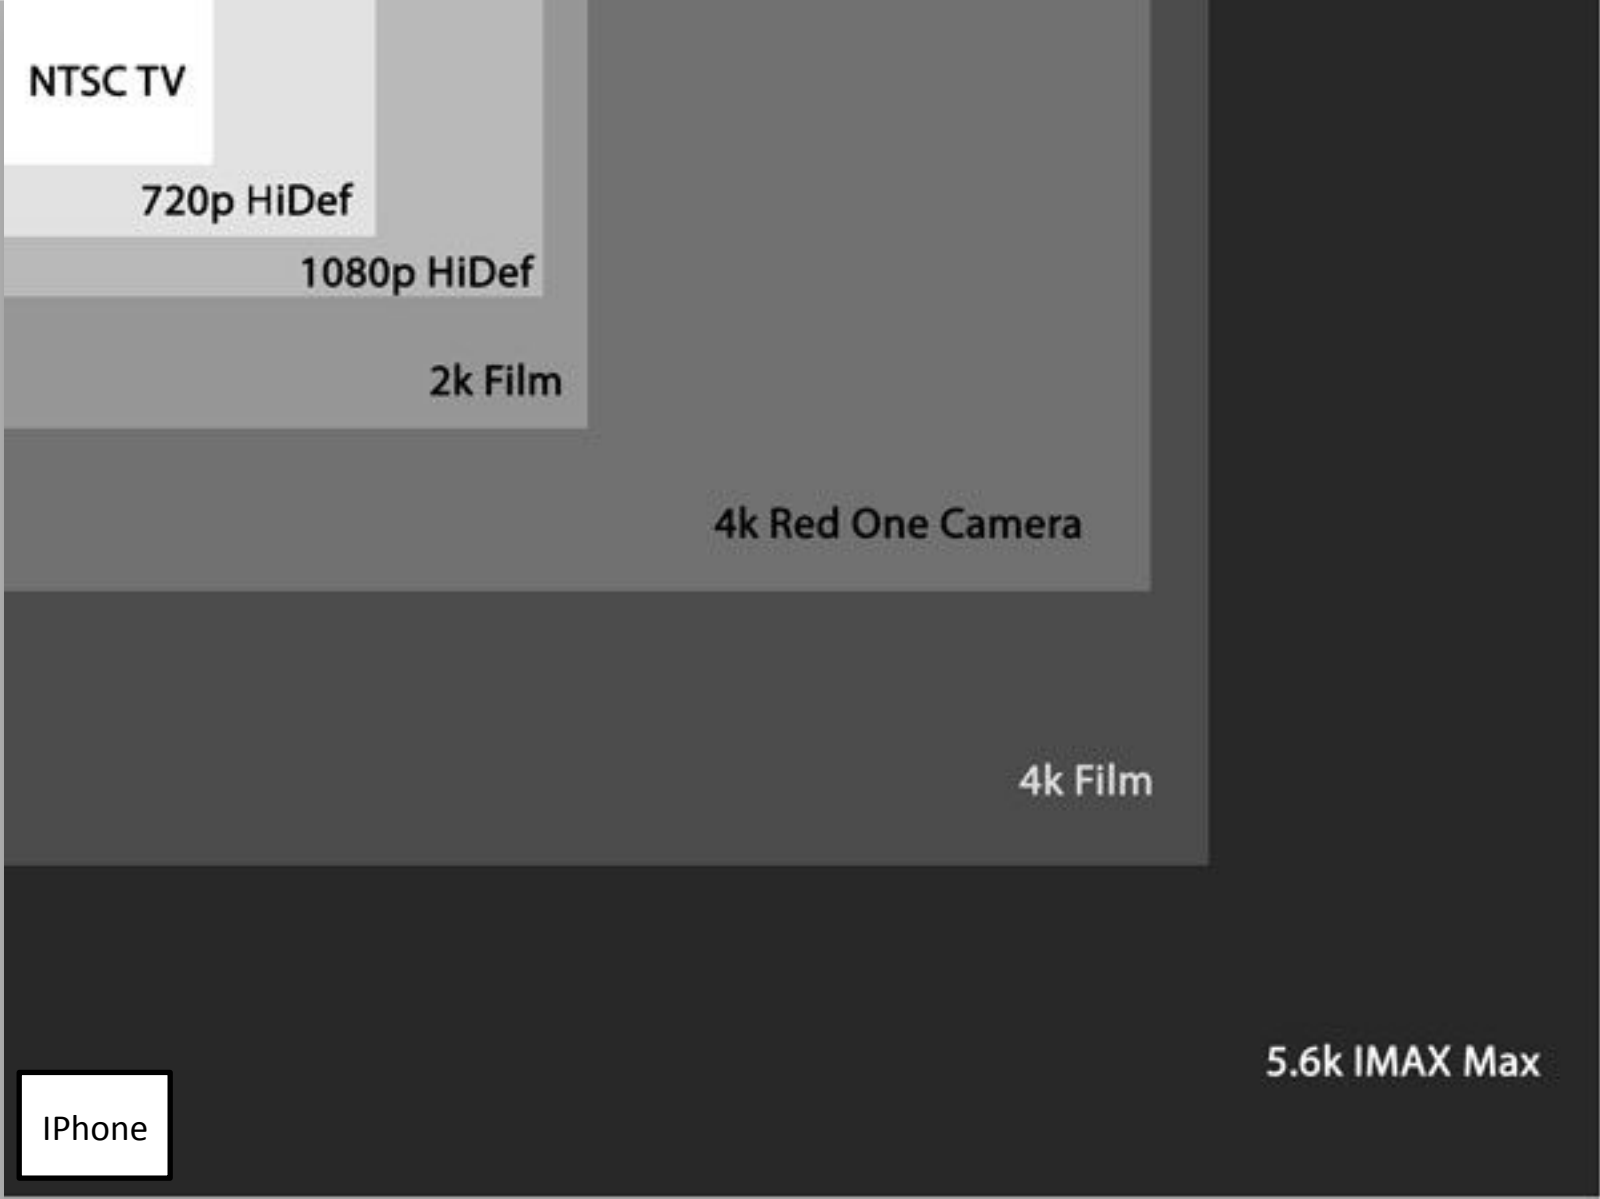 NTSC TV
720p HiDef
1080p HiDef
2k Film
4k Red One Camera
4k Film
5.6k IMAX Max
IPhone